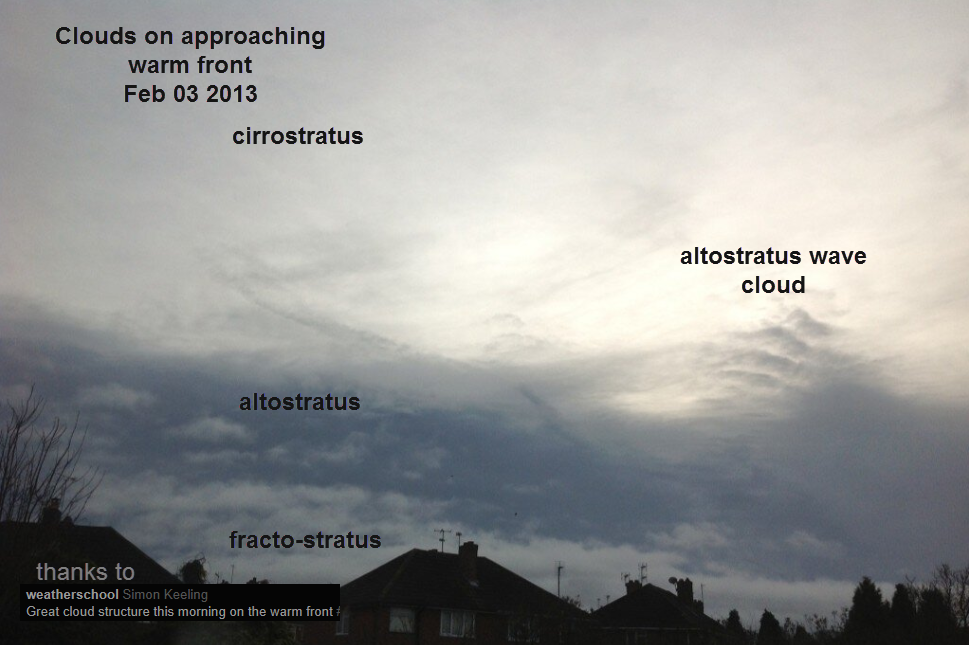 Clouds on approaching
warm front
Feb 03 2013
cirrostratus
altostratus wave
cloud
altostratus
fracto-stratus
thanks to
weatherschool Simon Keeling
Great cloud structure this morning on the warm front #